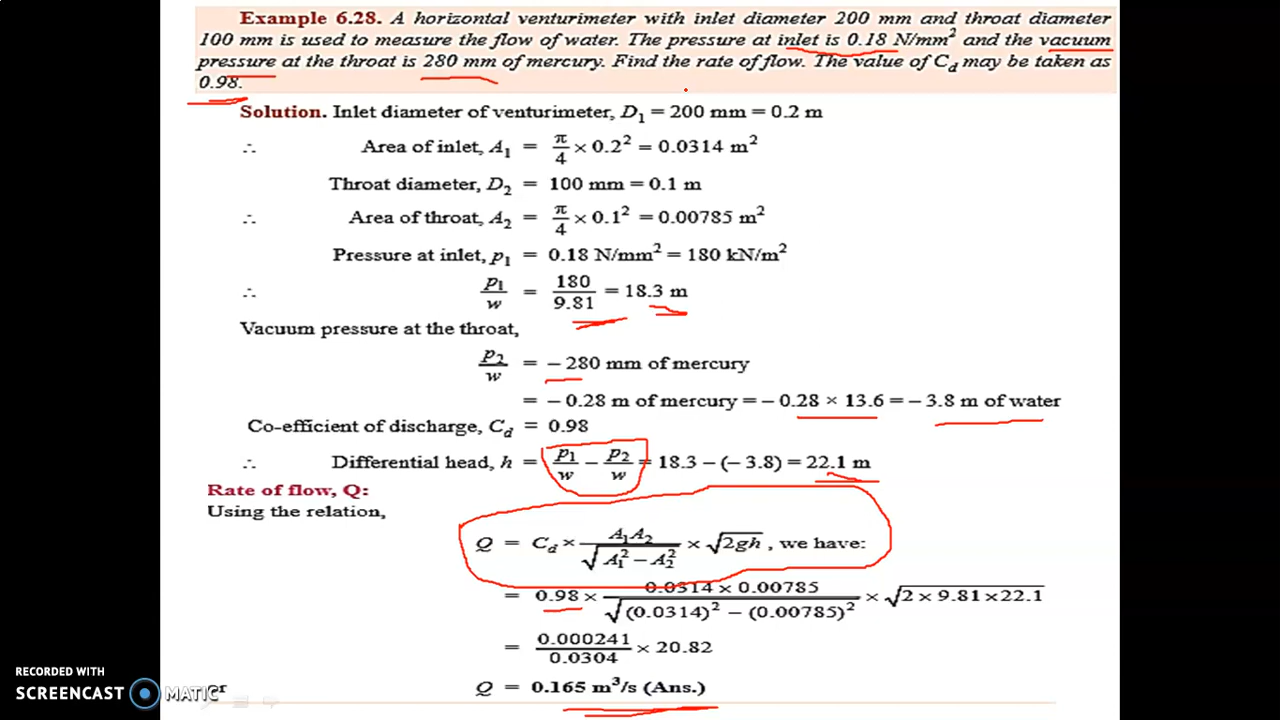 Example 6.28. A horizontal venturimeter with inlet diameter 200 mm and throat diameter
100 mm is used to measure the flow of water. The pressure at inlet is 0.18 N/mm² and the vacuum
pressure at the throat is 280 mm of mercury. Find the rate of flow. The value of C_d may be taken as
0.98.
Solution. Inlet diameter of venturimeter, D₁ = 200 mm = 0.2 m
∴ Area of inlet, A₁ = π/4 × 0.2² = 0.0314 m²
Throat diameter, D₂ = 100 mm = 0.1 m
∴ Area of throat, A₂ = π/4 × 0.1² = 0.00785 m²
Pressure at inlet, p₁ = 0.18 N/mm² = 180 kN/m²
∴ p₁/w = 180/9.81 = 18.3 m
Vacuum pressure at the throat,
p₂/w = – 280 mm of mercury
= – 0.28 m of mercury = – 0.28 × 13.6 = – 3.8 m of water
Co-efficient of discharge, C_d = 0.98
∴ Differential head, h = p₁/w – p₂/w = 18.3 – (– 3.8) = 22.1 m
Rate of flow, Q:
Using the relation,
Q = C_d × A₁A₂/√(A₁² – A₂²) × √(2gh), we have:
= 0.98 × 0.0314 × 0.00785/√((0.0314)² – (0.00785)²) × √(2 × 9.81 × 22.1)
= 0.000241/0.0304 × 20.82
Q = 0.165 m³/s (Ans.)
RECORDED WITH
SCREENCAST MATIC